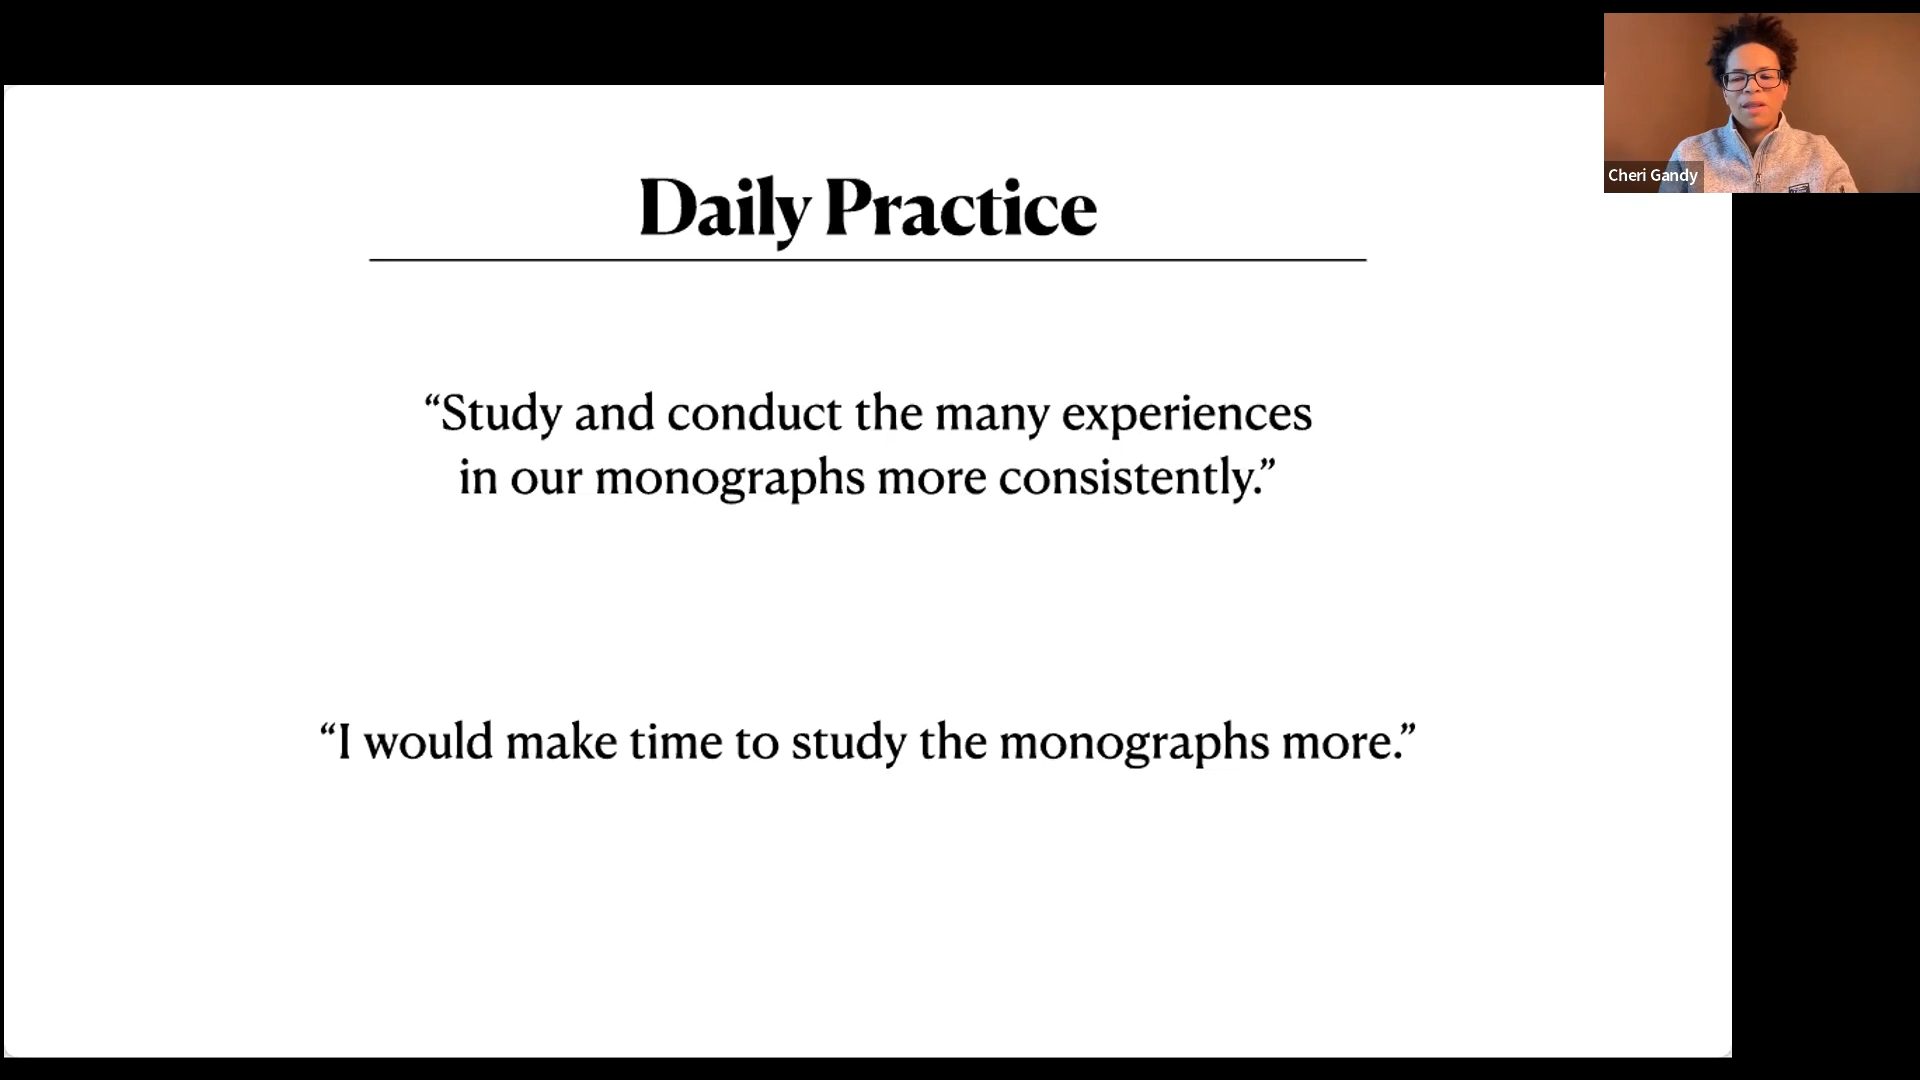 Daily Practice
“Study and conduct the many experiences
in our monographs more consistently.”
“I would make time to study the monographs more.”
Cheri Gandy